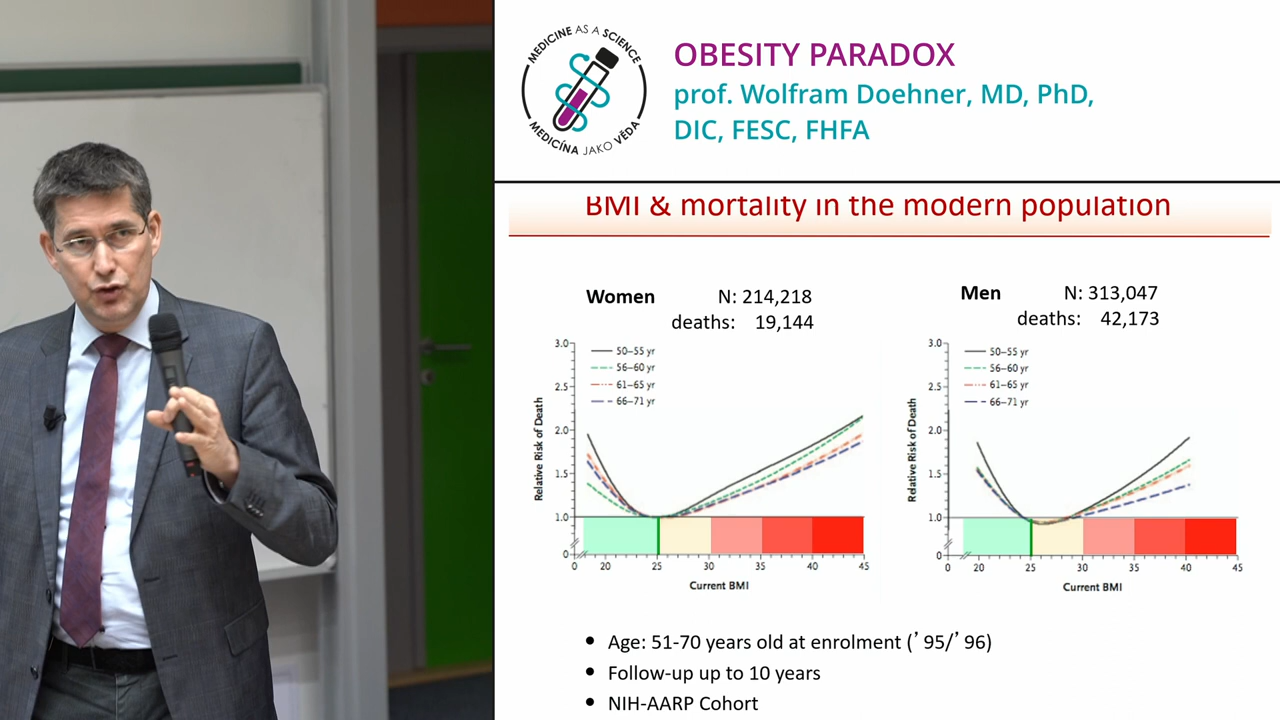 MEDICINE AS A SCIENCE
MEDICÍNA JAKO VĚDA
OBESITY PARADOX
prof. Wolfram Doehner, MD, PhD,
DIC, FESC, FHFA
BMI & mortality in the modern population
Women N: 214,218
deaths: 19,144
3.0
2.5
2.0
1.5
1.0
0
Relative Risk of Death
50–55 yr
56–60 yr
61–65 yr
66–71 yr
0 20 25 30 35 40 45
Current BMI
Men N: 313,047
deaths: 42,173
3.0
2.5
2.0
1.5
1.0
0
Relative Risk of Death
50–55 yr
56–60 yr
61–65 yr
66–71 yr
0 20 25 30 35 40 45
Current BMI
• Age: 51-70 years old at enrolment (’95/’96)
• Follow-up up to 10 years
• NIH-AARP Cohort